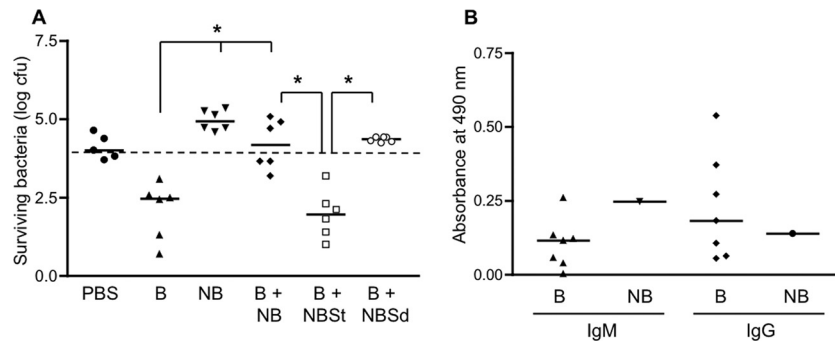 A
Surviving bacteria (log cfu)
7.5
5.0
2.5
0.0
*
*
*
PBS
B
NB
B +
NB
B +
NBSt
B +
NBSd
B
Absorbance at 490 nm
0.75
0.50
0.25
0.00
B
NB
B
NB
IgM
IgG